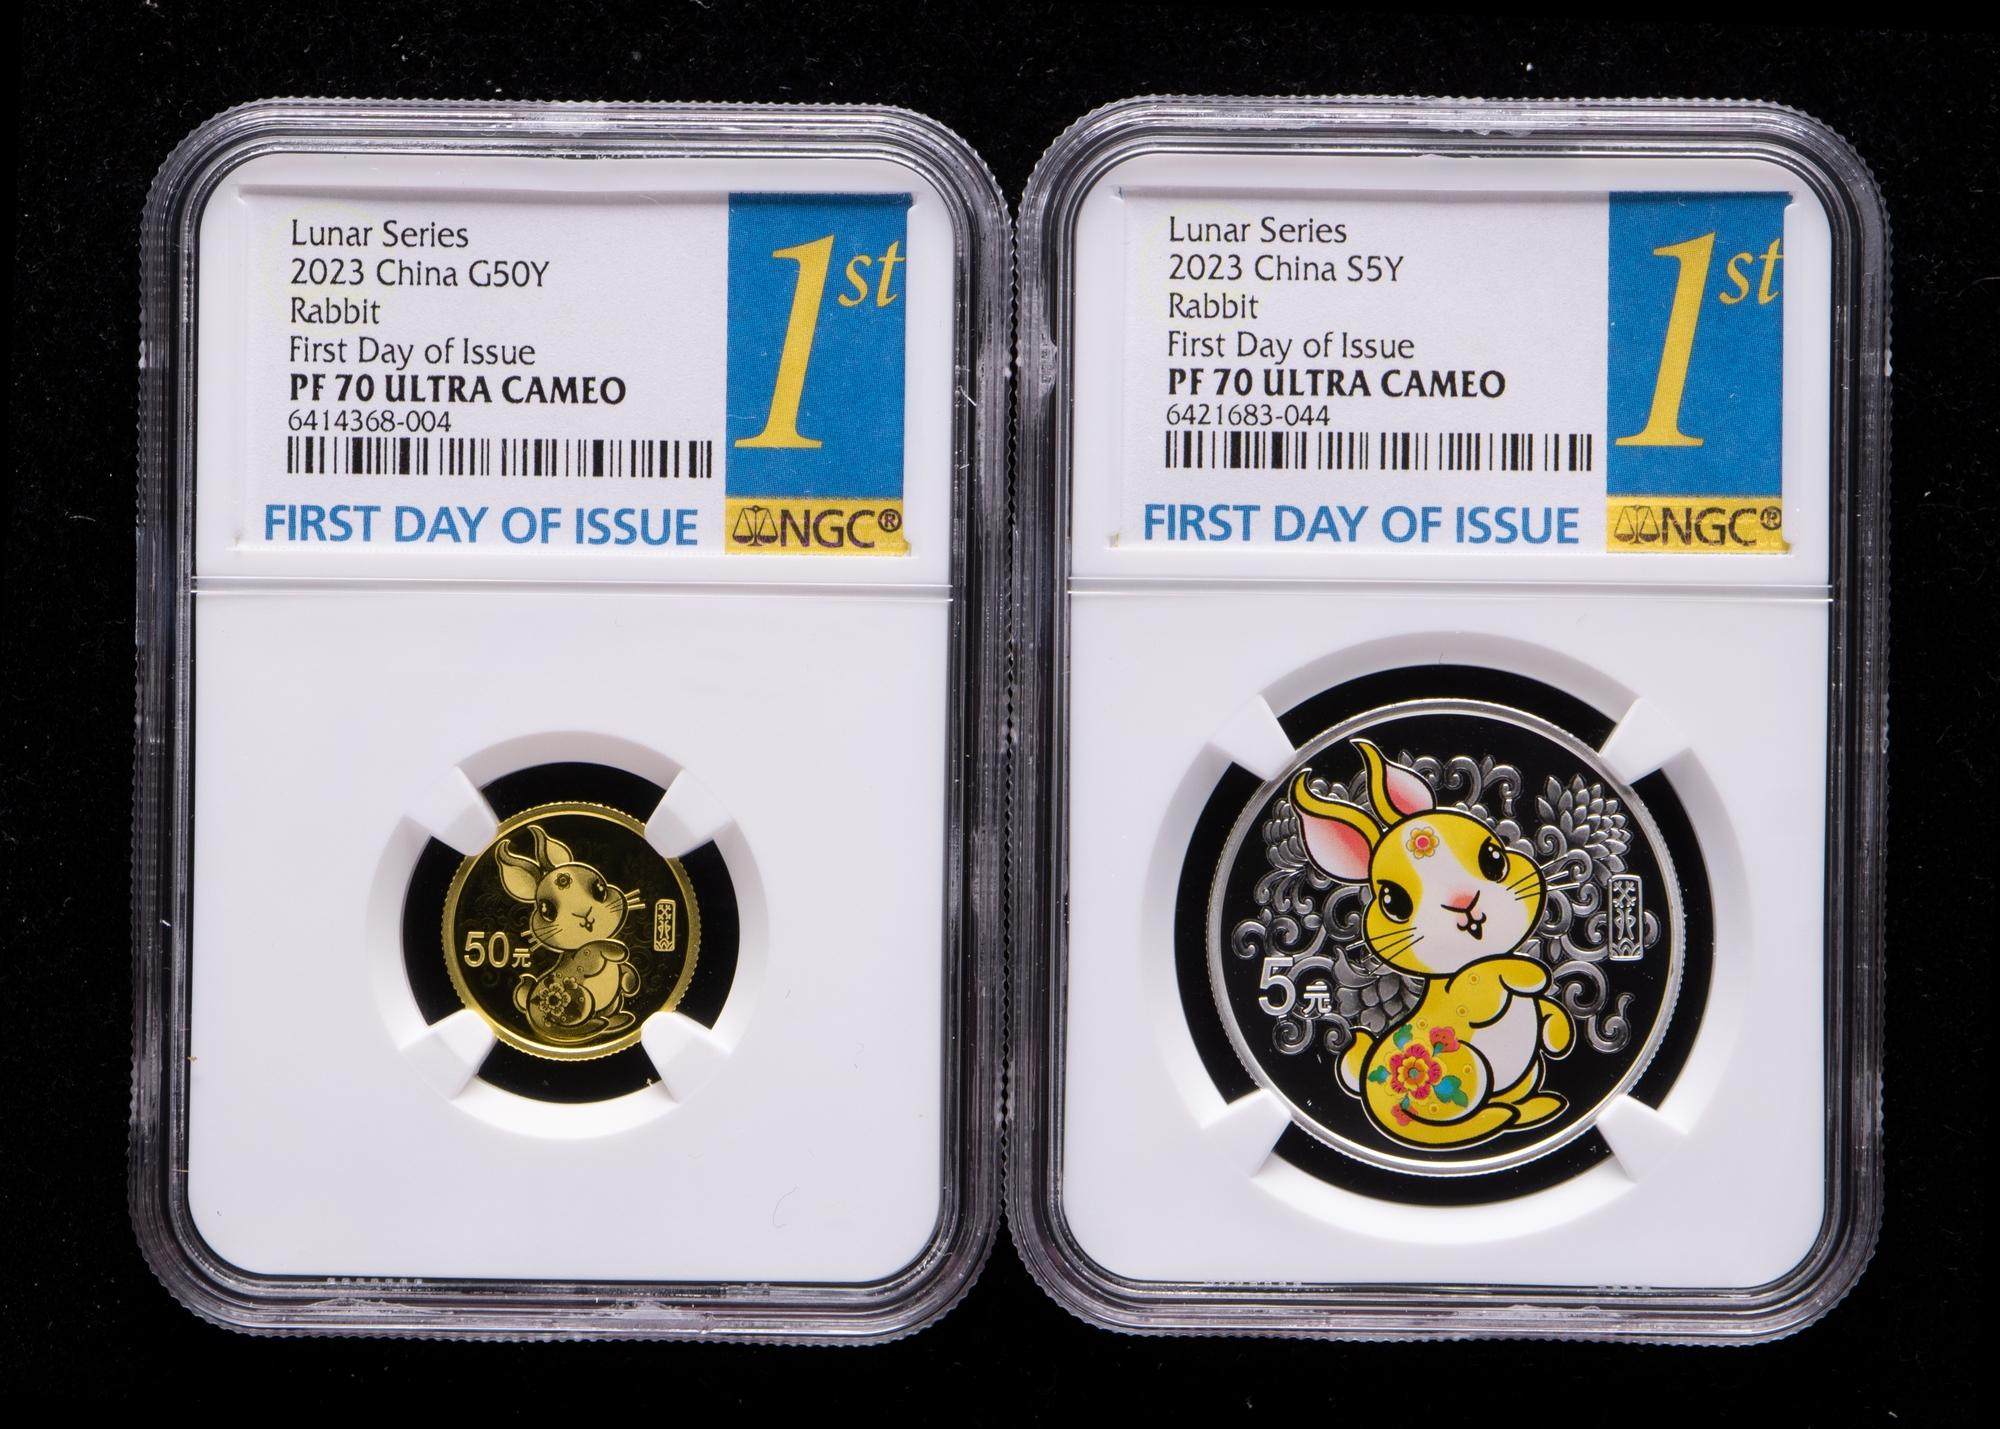 Lunar Series
2023 China G50Y
Rabbit
First Day of Issue
PF 70 ULTRA CAMEO
6414368-004
FIRST DAY OF ISSUE
1st
NGC®
50元
Lunar Series
2023 China S5Y
Rabbit
First Day of Issue
PF 70 ULTRA CAMEO
6421683-044
FIRST DAY OF ISSUE
1st
NGC®
5元